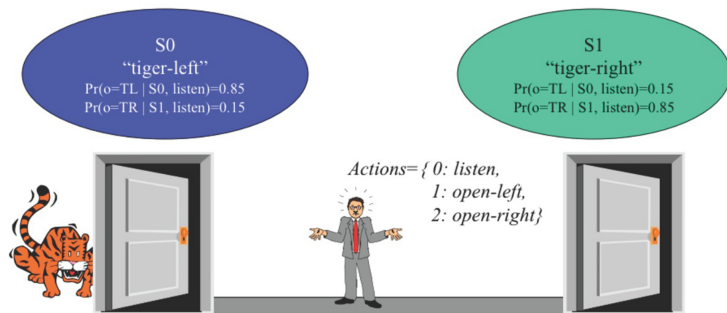 S0
“tiger-left”
Pr(o=TL | S0, listen)=0.85
Pr(o=TR | S1, listen)=0.15
S1
“tiger-right”
Pr(o=TL | S0, listen)=0.15
Pr(o=TR | S1, listen)=0.85
Actions={ 0: listen,
1: open-left,
2: open-right}